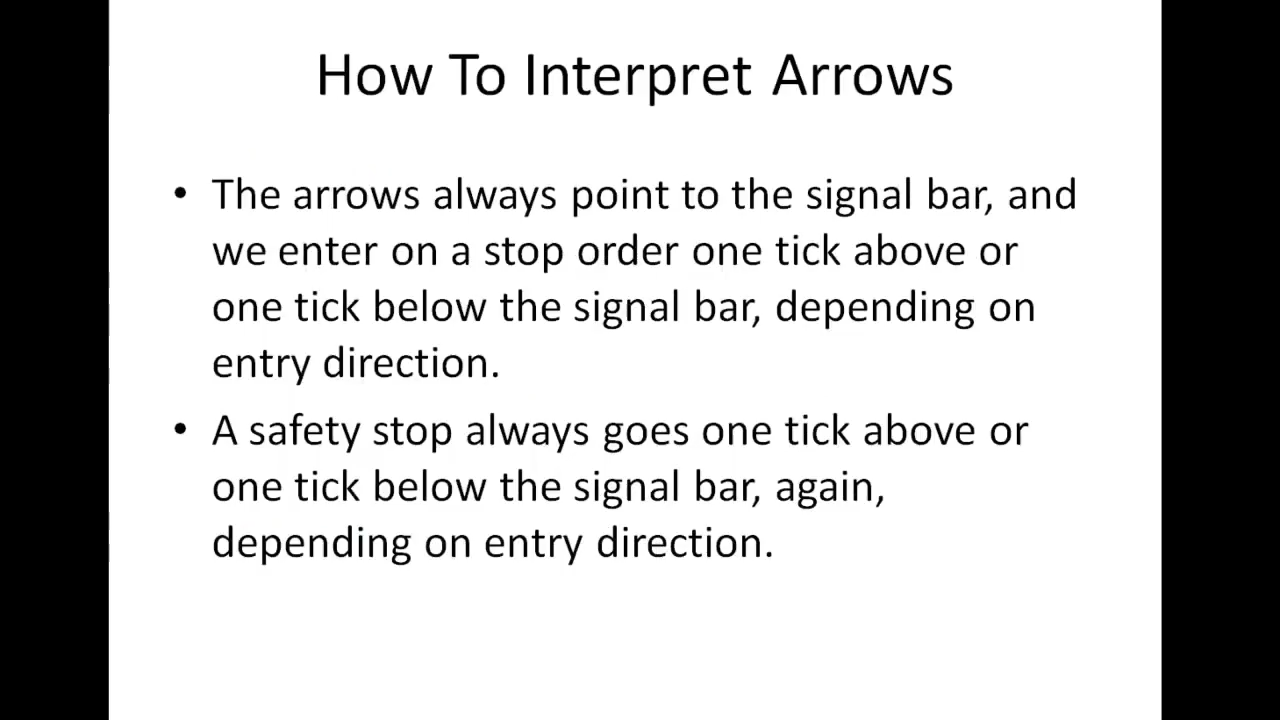 How To Interpret Arrows
• The arrows always point to the signal bar, and
we enter on a stop order one tick above or
one tick below the signal bar, depending on
entry direction.
• A safety stop always goes one tick above or
one tick below the signal bar, again,
depending on entry direction.